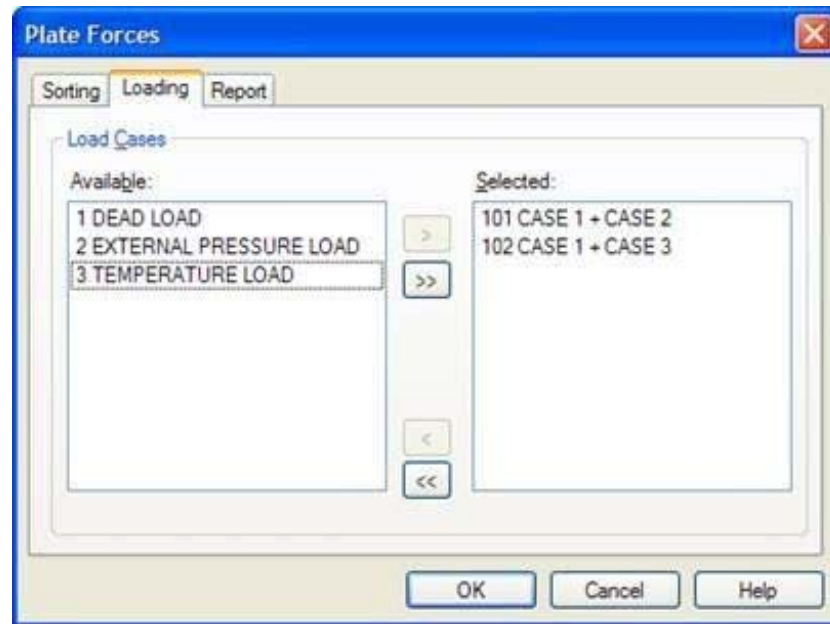 Plate Forces
Sorting Loading Report
Load Cases
Available:
1 DEAD LOAD
2 EXTERNAL PRESSURE LOAD
3 TEMPERATURE LOAD
>
>>
<
<<
Selected:
101 CASE 1 + CASE 2
102 CASE 1 + CASE 3
OK Cancel Help